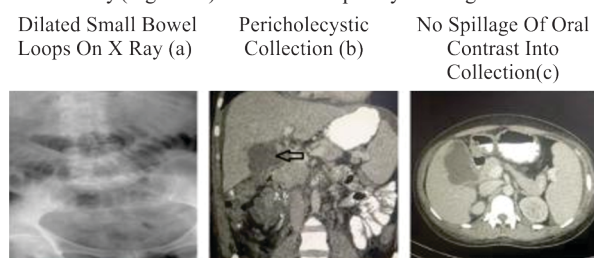 Dilated Small Bowel
Loops On X Ray (a)
Pericholecystic
Collection (b)
No Spillage Of Oral
Contrast Into
Collection(c)